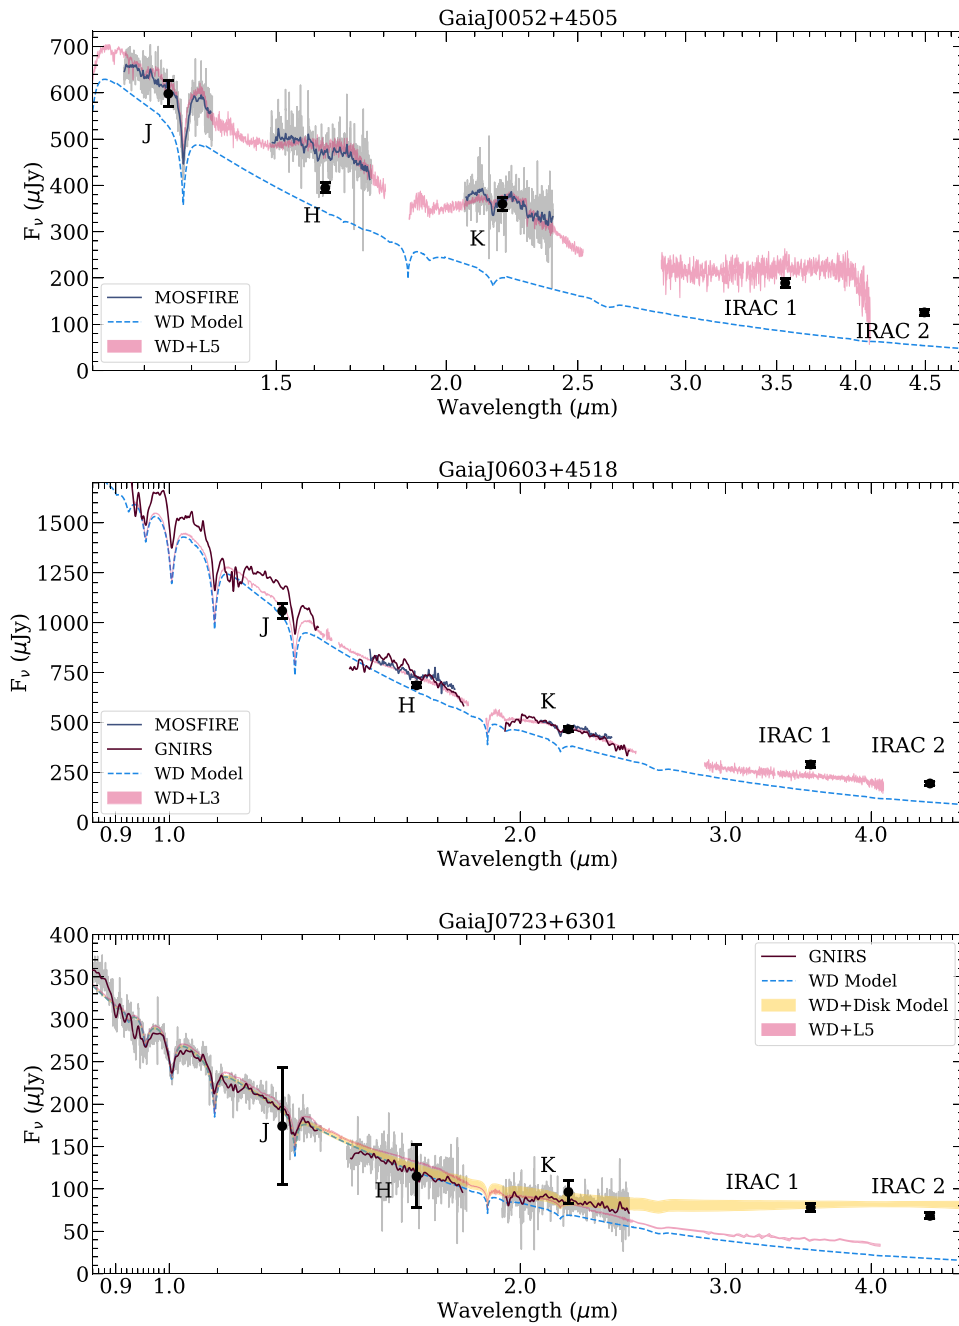 GaiaJ0052+4505
700
600
500
400
300
200
100
0
F_ν (μJy)
J
H
K
IRAC 1
IRAC 2
MOSFIRE
WD Model
WD+L5
1.5 2.0 2.5 3.0 3.5 4.0 4.5
Wavelength (μm)
GaiaJ0603+4518
1500
1250
1000
750
500
250
0
F_ν (μJy)
J
H
K
IRAC 1
IRAC 2
MOSFIRE
GNIRS
WD Model
WD+L3
0.9 1.0 2.0 3.0 4.0
Wavelength (μm)
GaiaJ0723+6301
400
350
300
250
200
150
100
50
0
F_ν (μJy)
J
H
K
IRAC 1
IRAC 2
GNIRS
WD Model
WD+Disk Model
WD+L5
0.9 1.0 2.0 3.0 4.0
Wavelength (μm)